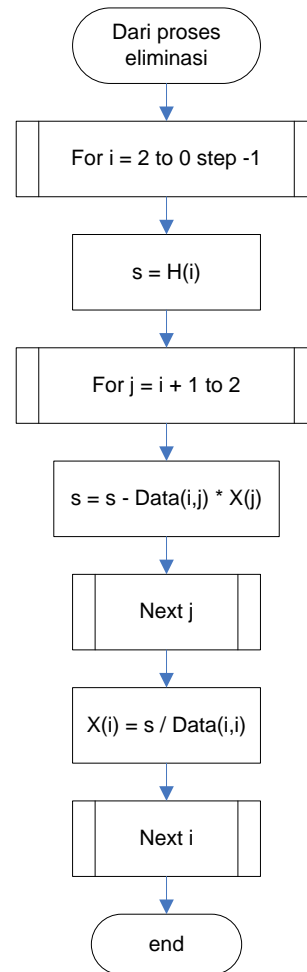 Dari proses
eliminasi
For i = 2 to 0 step -1
s = H(i)
For j = i + 1 to 2
s = s - Data(i,j) * X(j)
Next j
X(i) = s / Data(i,i)
Next i
end